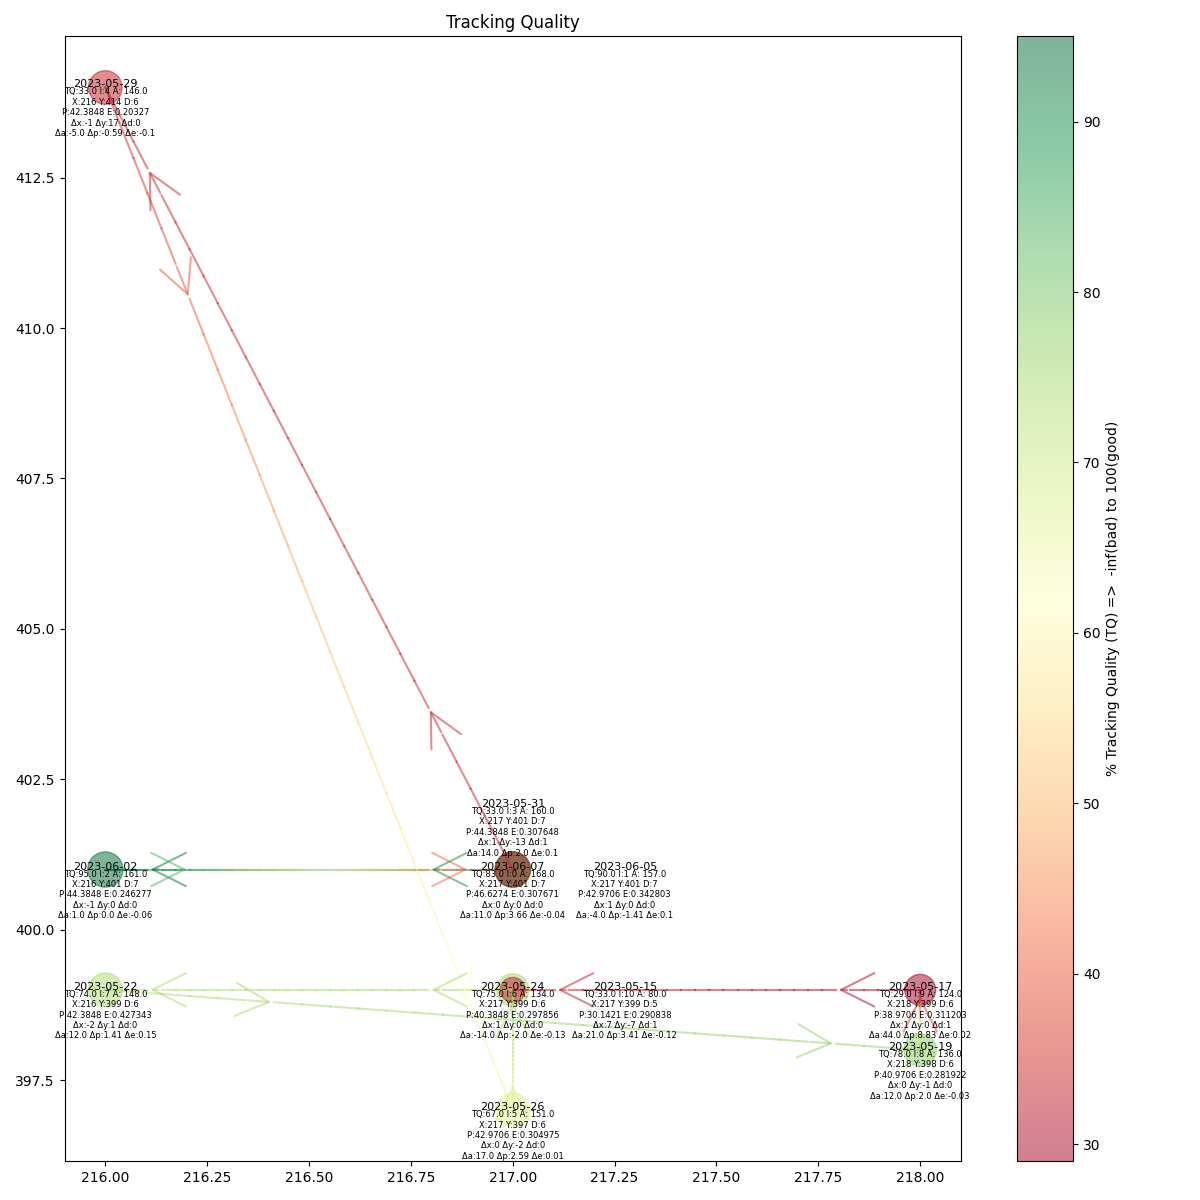 Tracking Quality
2023-05-29
TQ:33.0 I:4 A: 146.0
X:216 Y:414 D:6
P:42.3848 E:0.20327
Δx:-1 Δy:17 Δd:0
Δa:-5.0 Δp:-0.59 Δe:-0.1
2023-05-31
TQ:33.0 I:3 A: 160.0
X:217 Y:401 D:7
P:44.3848 E:0.307648
Δx:1 Δy:-13 Δd:1
Δa:14.0 Δp:2.0 Δe:0.1
2023-06-02
TQ:95.0 I:2 A: 161.0
X:216 Y:401 D:7
P:44.3848 E:0.246277
Δx:-1 Δy:0 Δd:0
Δa:1.0 Δp:0.0 Δe:-0.06
2023-06-07
TQ:83.0 I:0 A: 168.0
X:217 Y:401 D:7
P:46.6274 E:0.307671
Δx:0 Δy:0 Δd:0
Δa:11.0 Δp:3.66 Δe:-0.04
2023-06-05
TQ:90.0 I:1 A: 157.0
X:217 Y:401 D:7
P:42.9706 E:0.342803
Δx:1 Δy:0 Δd:0
Δa:-4.0 Δp:-1.41 Δe:0.1
2023-05-22
TQ:74.0 I:7 A: 148.0
X:216 Y:399 D:6
P:42.3848 E:0.427343
Δx:-2 Δy:1 Δd:0
Δa:12.0 Δp:1.41 Δe:0.15
2023-05-24
TQ:75.0 I:6 A: 134.0
X:217 Y:399 D:6
P:40.3848 E:0.297856
Δx:1 Δy:0 Δd:0
Δa:-14.0 Δp:-2.0 Δe:-0.13
2023-05-15
TQ:33.0 I:10 A: 80.0
X:217 Y:399 D:5
P:30.1421 E:0.290838
Δx:7 Δy:-7 Δd:1
Δa:21.0 Δp:3.41 Δe:-0.12
2023-05-17
TQ:29.0 I:9 A: 124.0
X:218 Y:399 D:6
P:38.9706 E:0.311203
Δx:1 Δy:0 Δd:1
Δa:44.0 Δp:8.83 Δe:0.02
2023-05-19
TQ:78.0 I:8 A: 136.0
X:218 Y:398 D:6
P:40.9706 E:0.281922
Δx:0 Δy:-1 Δd:0
Δa:12.0 Δp:2.0 Δe:-0.03
2023-05-26
TQ:67.0 I:5 A: 151.0
X:217 Y:397 D:6
P:42.9706 E:0.304975
Δx:0 Δy:-2 Δd:0
Δa:17.0 Δp:2.59 Δe:0.01
412.5
410.0
407.5
405.0
402.5
400.0
397.5
216.00 216.25 216.50 216.75 217.00 217.25 217.50 217.75 218.00
90
80
70
60
50
40
30
% Tracking Quality (TQ) => -inf(bad) to 100(good)